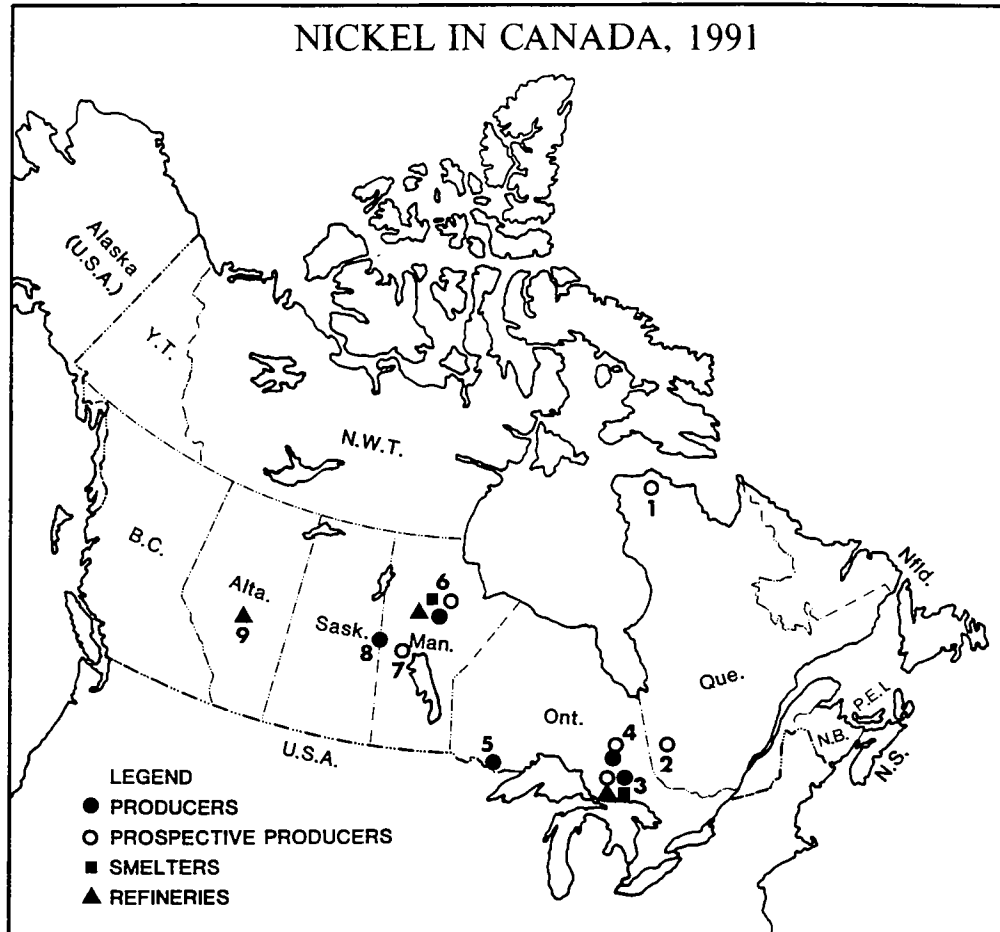 NICKEL IN CANADA, 1991
Alaska
(U.S.A.)
Y.T.
N.W.T.
1
B.C.
Nfld.
Alta.
6
9
Sask.
8
Man.
7
Que.
P.E.I.
Ont.
N.B.
N.S.
U.S.A.
5
4
2
3
LEGEND
PRODUCERS
PROSPECTIVE PRODUCERS
SMELTERS
REFINERIES